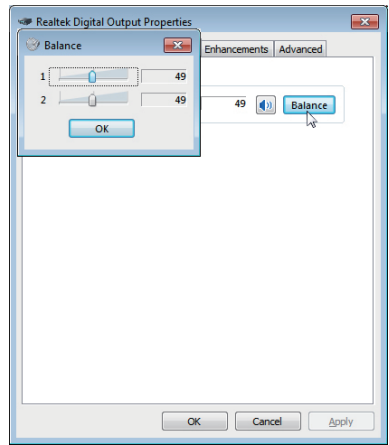 Realtek Digital Output Properties
Balance
Enhancements Advanced
1 49
2 49
OK
49 Balance
OK Cancel Apply